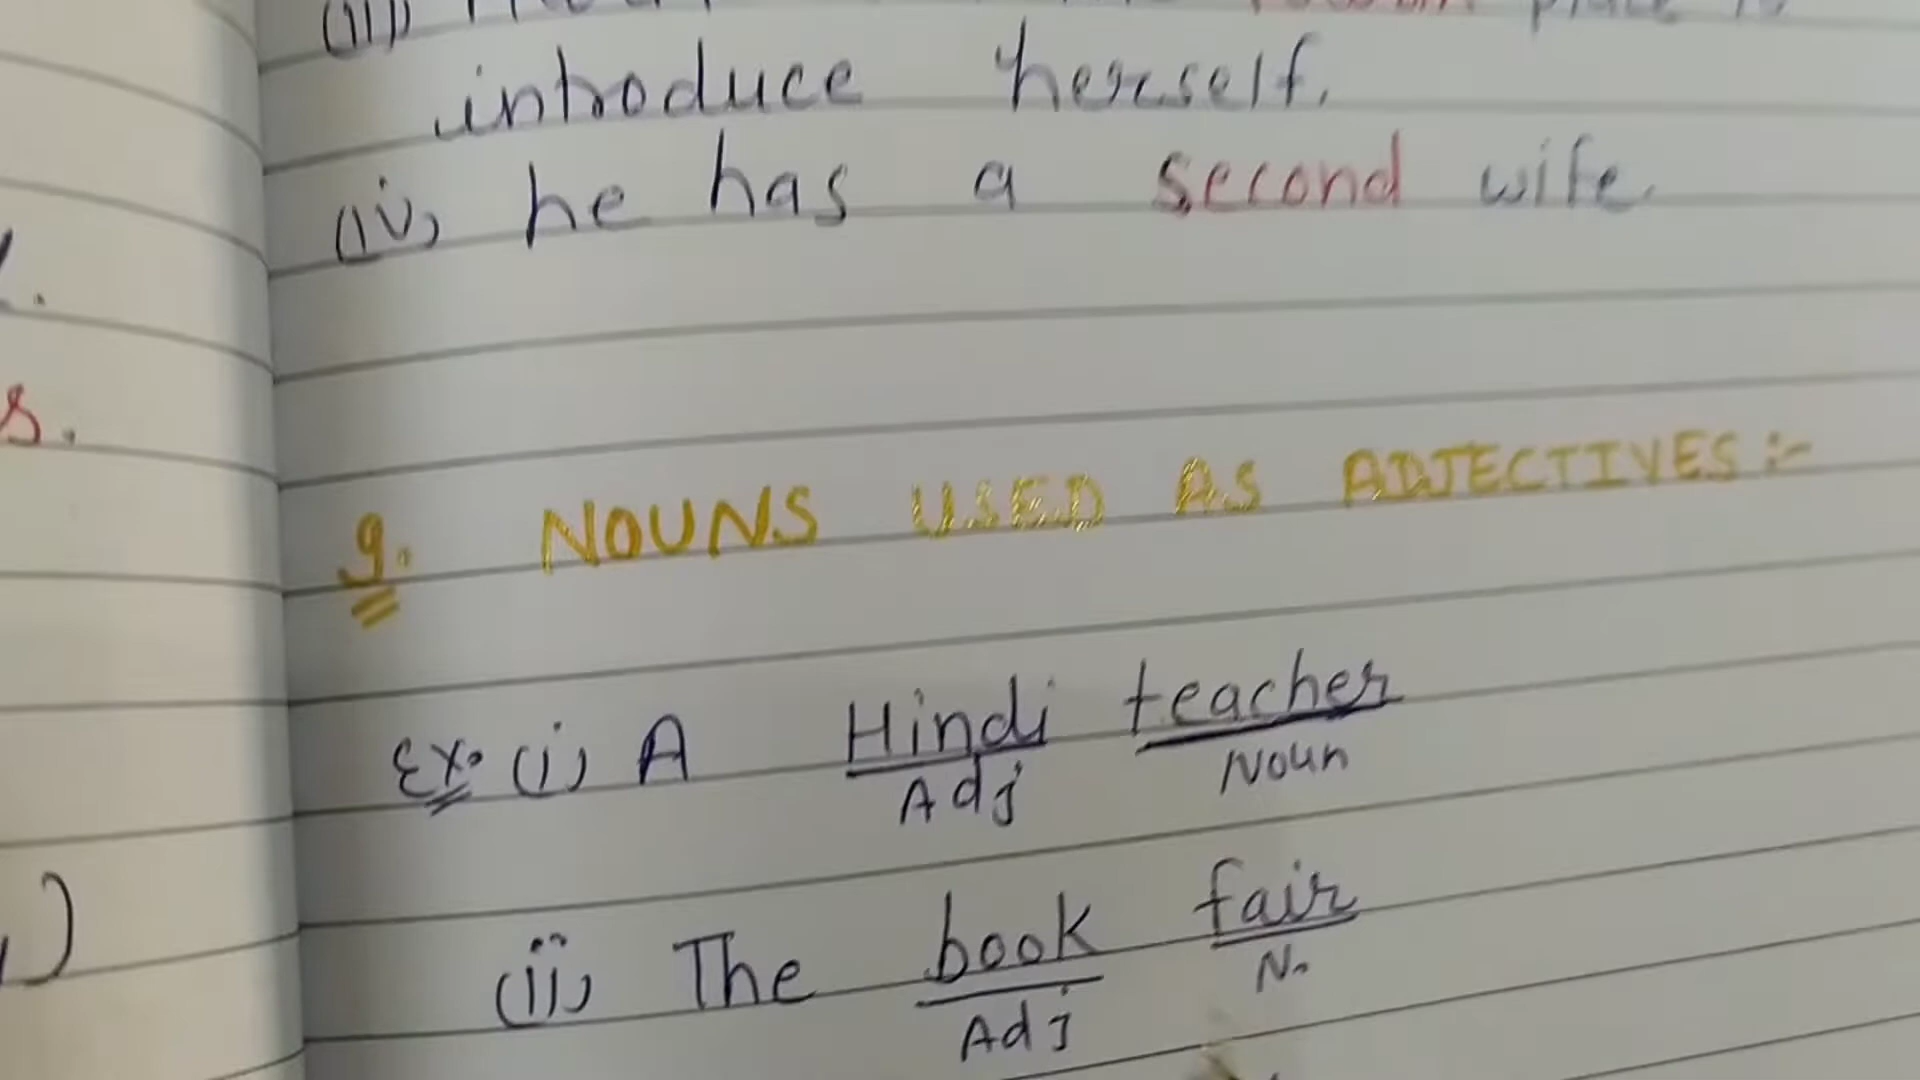 (iii)
introduce herself.
(iv) he has a second wife.
9. NOUNS USED AS ADJECTIVES :-
Ex. (i) A Hindi teacher
Adj Noun
(ii) The book fair
Adj N.
s.